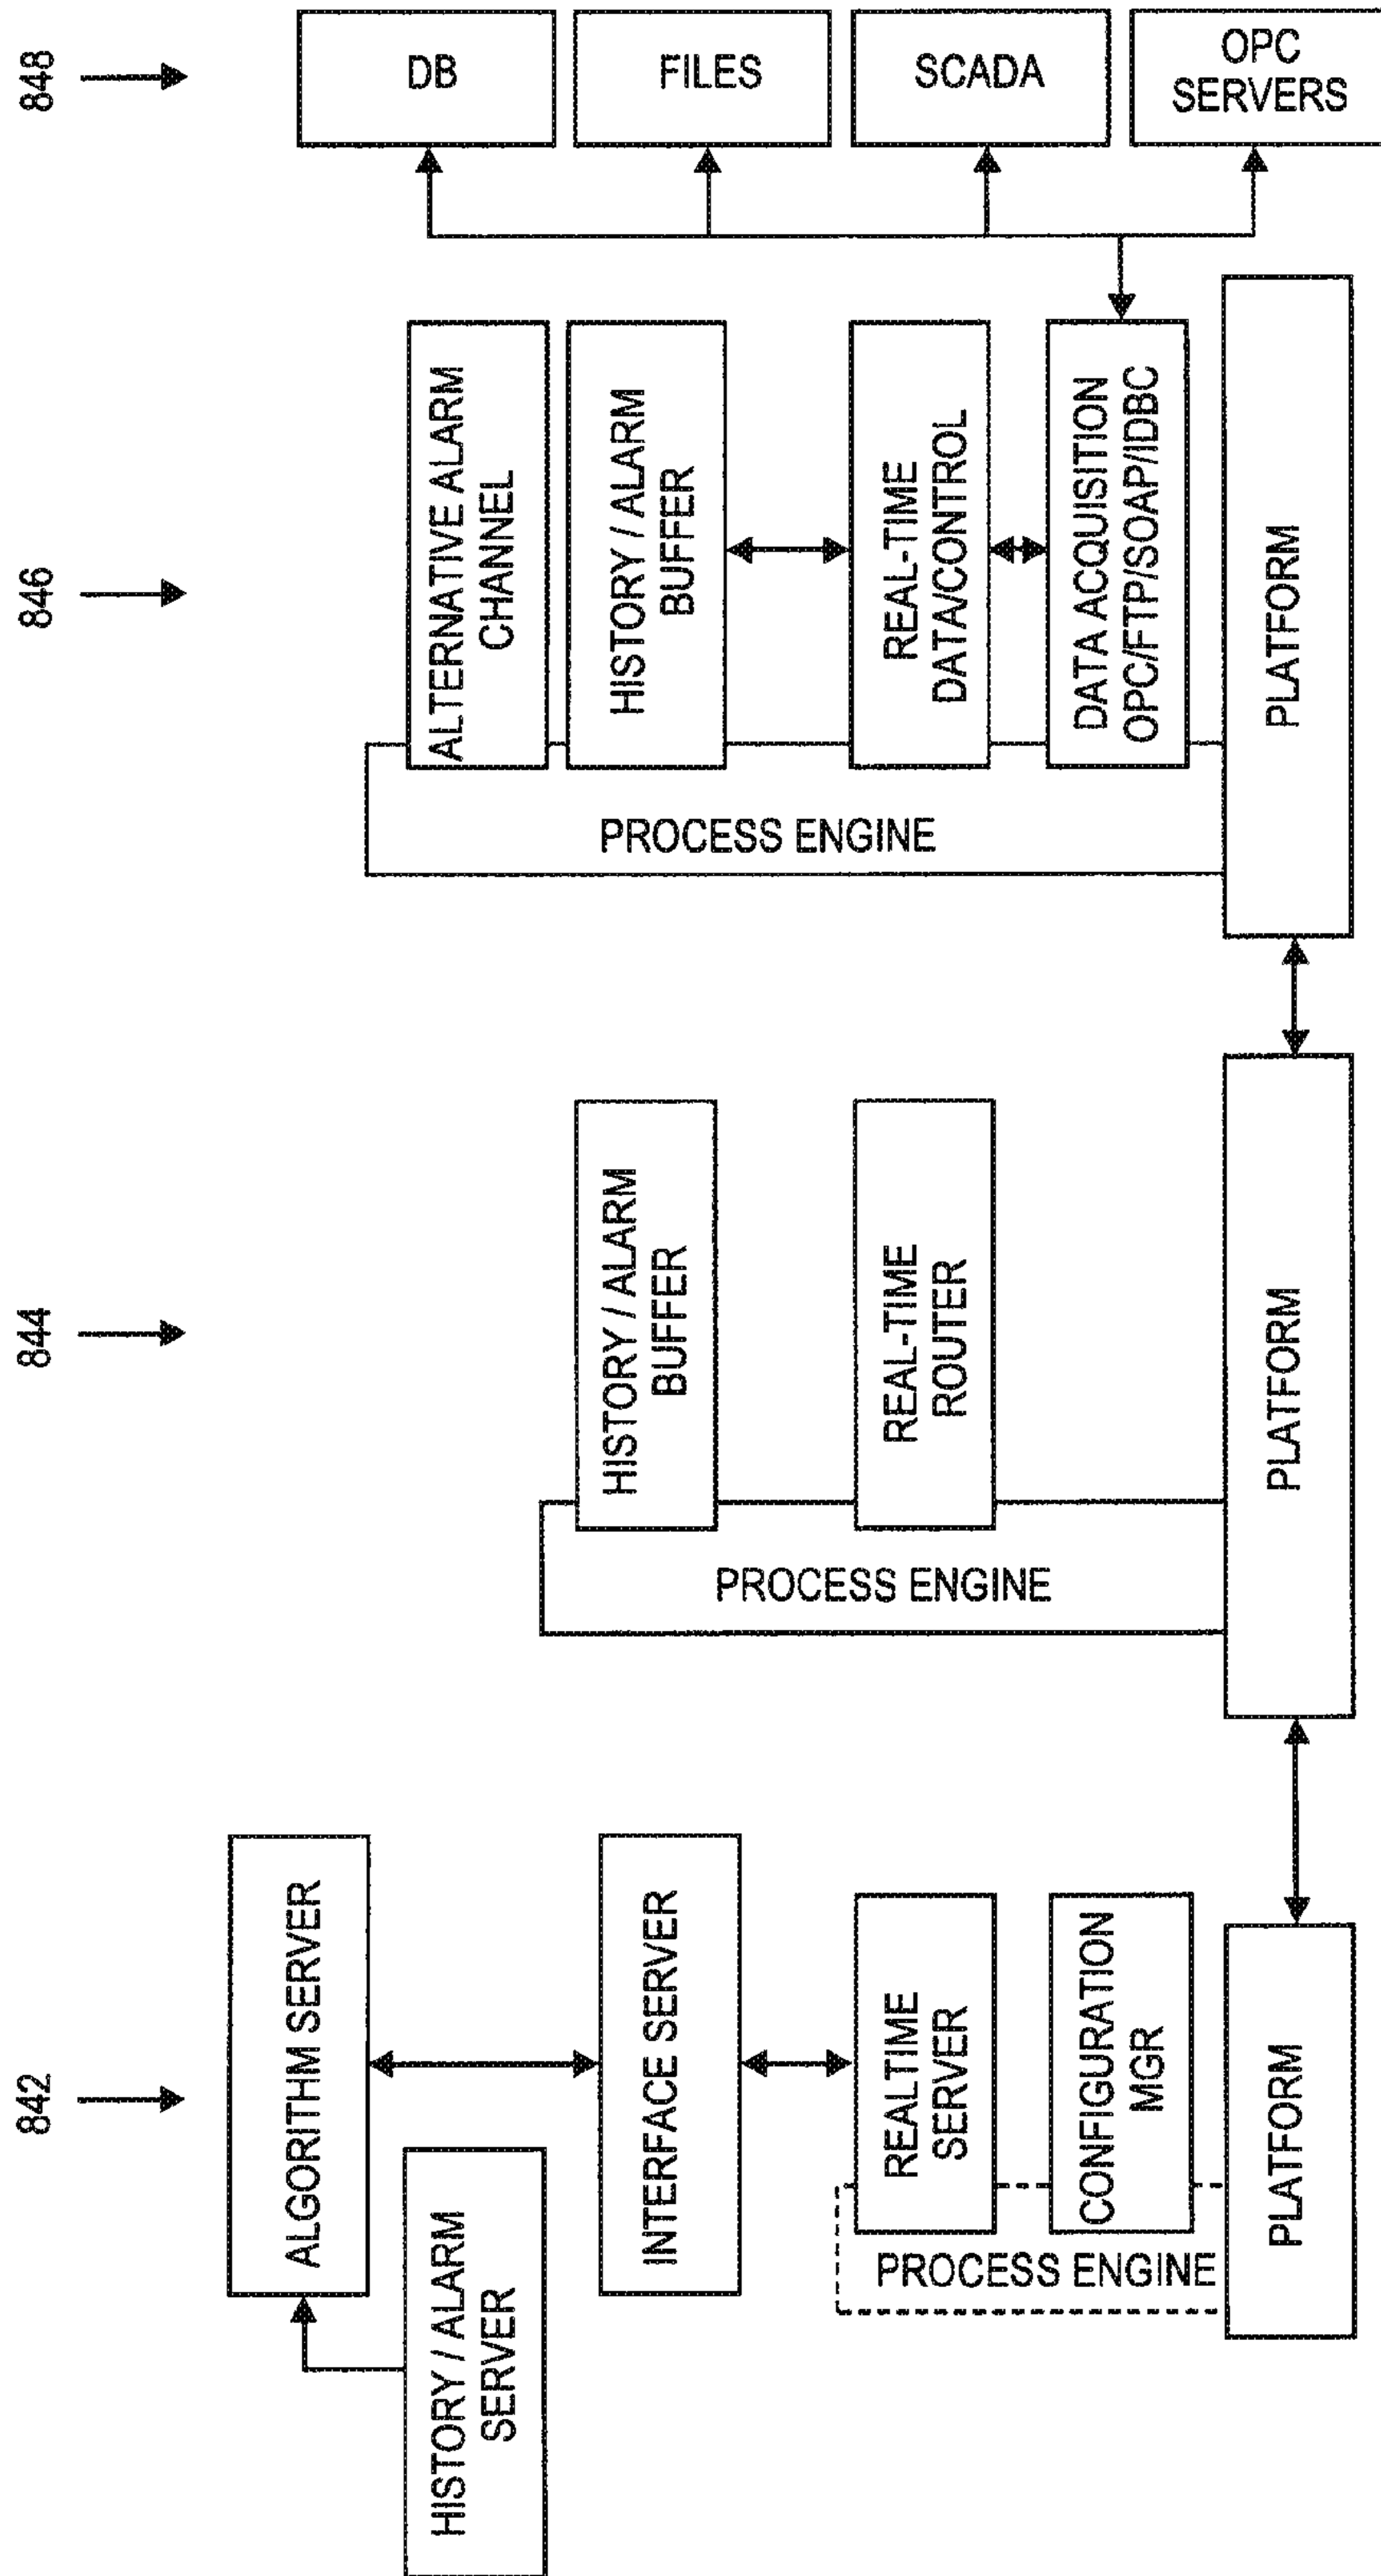 842
ALGORITHM SERVER
HISTORY / ALARM
SERVER
INTERFACE SERVER
REALTIME
SERVER
CONFIGURATION
MGR
PROCESS ENGINE
PLATFORM
844
HISTORY / ALARM
BUFFER
REAL-TIME
ROUTER
PROCESS ENGINE
PLATFORM
846
ALTERNATIVE ALARM
CHANNEL
HISTORY / ALARM
BUFFER
REAL-TIME
DATA/CONTROL
DATA ACQUISITION
OPC/FTP/SOAP/IDBC
PROCESS ENGINE
PLATFORM
848
DB
FILES
SCADA
OPC
SERVERS